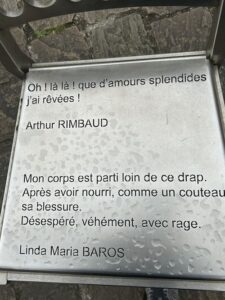 Oh ! là là ! que d'amours splendides
j'ai rêvées !
Arthur RIMBAUD
Mon corps est parti loin de ce drap.
Après avoir nourri, comme un couteau
sa blessure.
Désespéré, véhément, avec rage.
Linda Maria BAROS